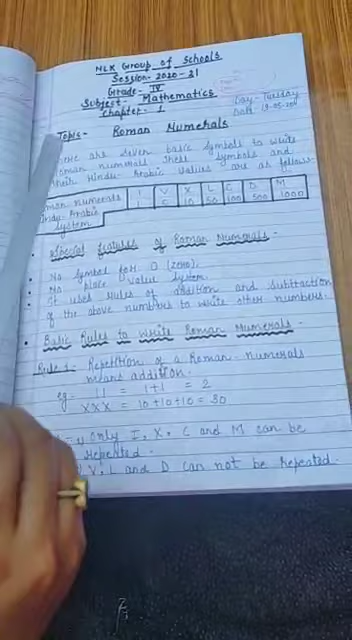 NLK Group of Schools
Session- 2020-21
Grade- IV
Subject- Mathematics
Chapter- 1
Day- Tuesday
Topic- Roman Numerals
are seven basic symbols to write
numerals these symbols and
their Hindu-Arabic values are as follows-
numerals I V X L C D M
Hindu-Arabic 10 50 100 500 1000
system
Special features of Roman Numerals-
No symbol for 0 (zero).
No place value system.
It uses rules of addition and subtraction
of the above numbers to write other numbers.
Basic Rules to write Roman Numerals-
Rule 1- Repetition of a Roman-numerals
means addition.
eg- II = 1+1 = 2
XXX = 10+10+10 = 30
Only I, X, C and M can be
repeated.
V, L and D can not be repeated.